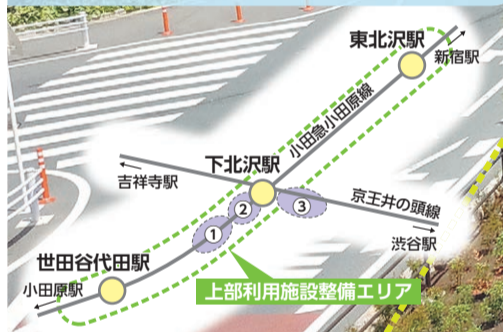 東北沢駅
新宿駅
小田急小田原線
下北沢駅
吉祥寺駅
京王井の頭線
②
③
①
渋谷駅
世田谷代田駅
小田原駅
上部利用施設整備エリア